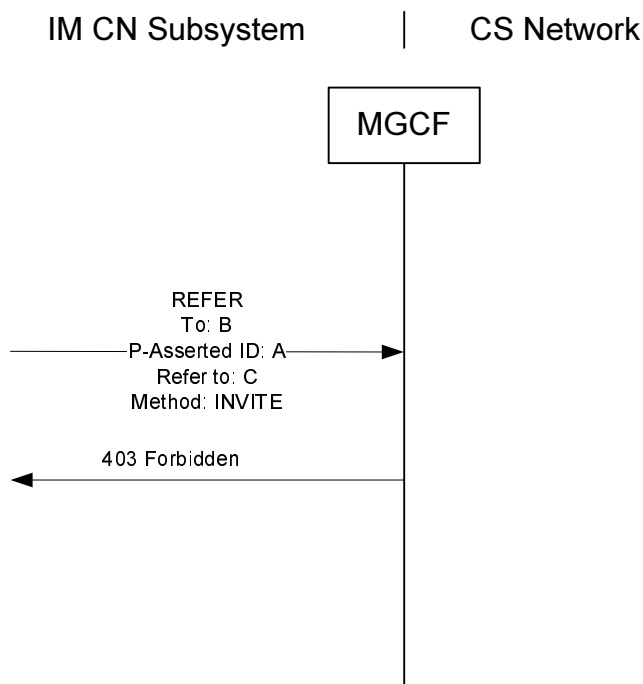 IM CN Subsystem | CS Network
MGCF
REFER
To: B
P-Asserted ID: A
Refer to: C
Method: INVITE
403 Forbidden